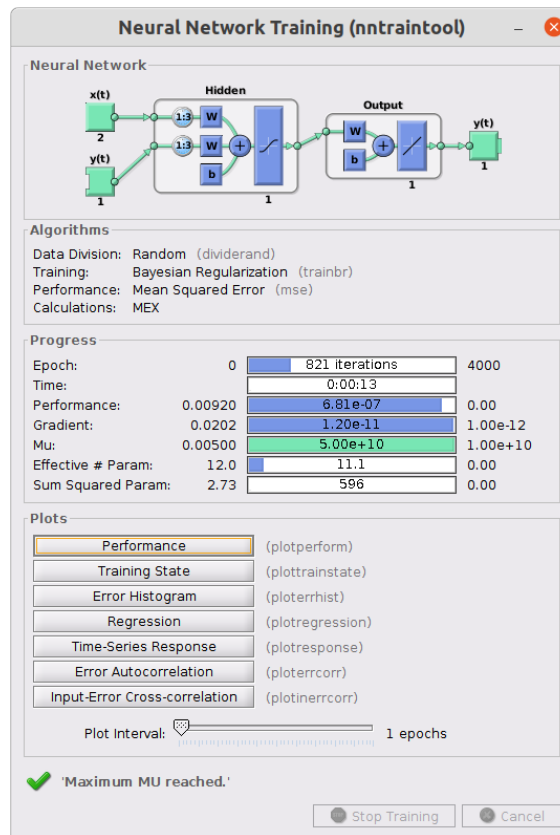 Neural Network Training (nntraintool)
Neural Network
Hidden
Output
x(t)
2
y(t)
1
1:3
W
1:3
W
b
+
1
W
b
+
1
y(t)
1
Algorithms
Data Division: Random (dividerand)
Training: Bayesian Regularization (trainbr)
Performance: Mean Squared Error (mse)
Calculations: MEX
Progress
Epoch: 0 821 iterations 4000
Time: 0:00:13
Performance: 0.00920 6.81e-07 0.00
Gradient: 0.0202 1.20e-11 1.00e-12
Mu: 0.00500 5.00e+10 1.00e+10
Effective # Param: 12.0 11.1 0.00
Sum Squared Param: 2.73 596 0.00
Plots
Performance (plotperform)
Training State (plottrainstate)
Error Histogram (ploterrhist)
Regression (plotregression)
Time-Series Response (plotresponse)
Error Autocorrelation (ploterrcorr)
Input-Error Cross-correlation (plotinerrcorr)
Plot Interval: 1 epochs
'Maximum MU reached.'
Stop Training Cancel